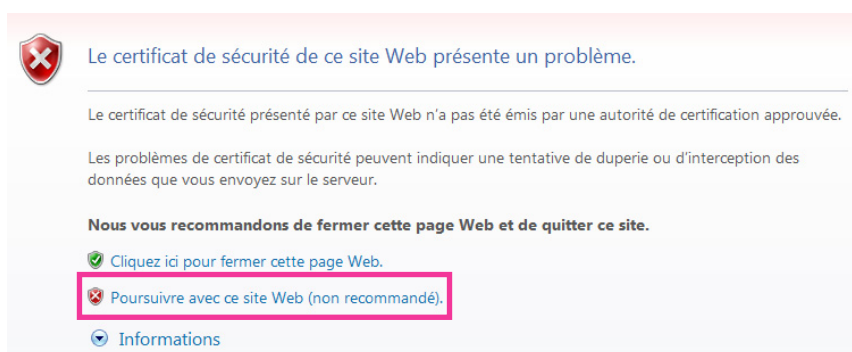 Le certificat de sécurité de ce site Web présente un problème.
Le certificat de sécurité présenté par ce site Web n'a pas été émis par une autorité de certification approuvée.
Les problèmes de certificat de sécurité peuvent indiquer une tentative de duperie ou d'interception des
données que vous envoyez sur le serveur.
Nous vous recommandons de fermer cette page Web et de quitter ce site.
Cliquez ici pour fermer cette page Web.
Poursuivre avec ce site Web (non recommandé).
Informations